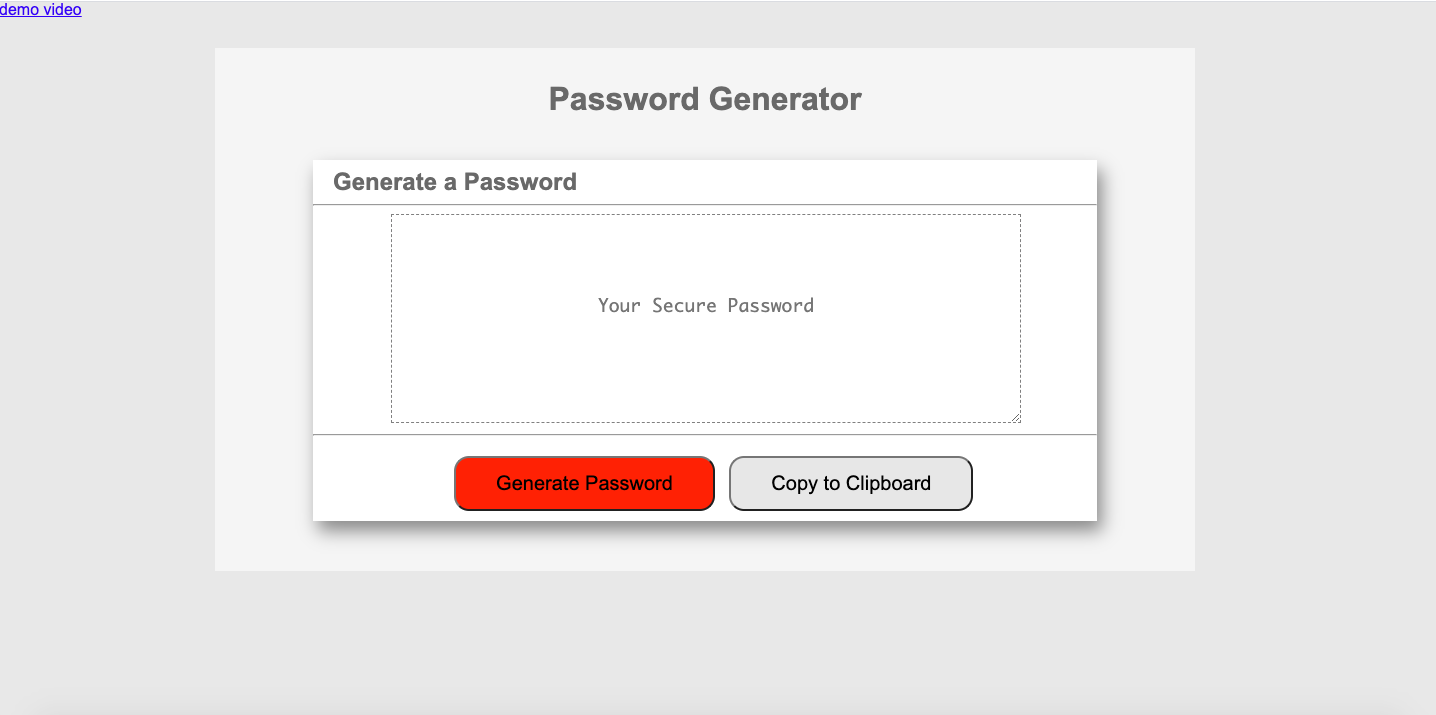 demo video
Password Generator
Generate a Password
Your Secure Password
Generate Password
Copy to Clipboard